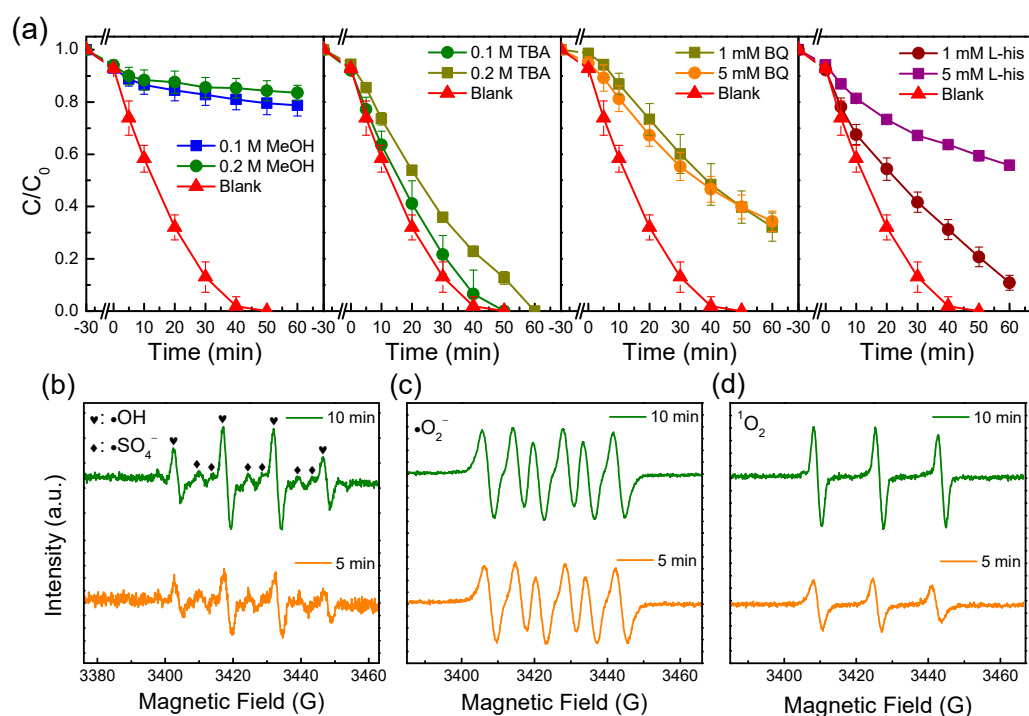 (a)
C/C₀
1.0
0.8
0.6
0.4
0.2
0.0
0.1 M MeOH
0.2 M MeOH
Blank
0.1 M TBA
0.2 M TBA
Blank
1 mM BQ
5 mM BQ
Blank
1 mM L-his
5 mM L-his
Blank
-30 0 10 20 30 40 50 60
-30 0 10 20 30 40 50 60
-30 0 10 20 30 40 50 60
-30 0 10 20 30 40 50 60
Time (min)
Time (min)
Time (min)
Time (min)
(b)
♥: •OH
♦: •SO₄⁻
10 min
5 min
Intensity (a.u.)
3380 3400 3420 3440 3460
Magnetic Field (G)
(c)
•O₂⁻
10 min
5 min
3400 3420 3440 3460
Magnetic Field (G)
(d)
¹O₂
10 min
5 min
3400 3420 3440 3460
Magnetic Field (G)